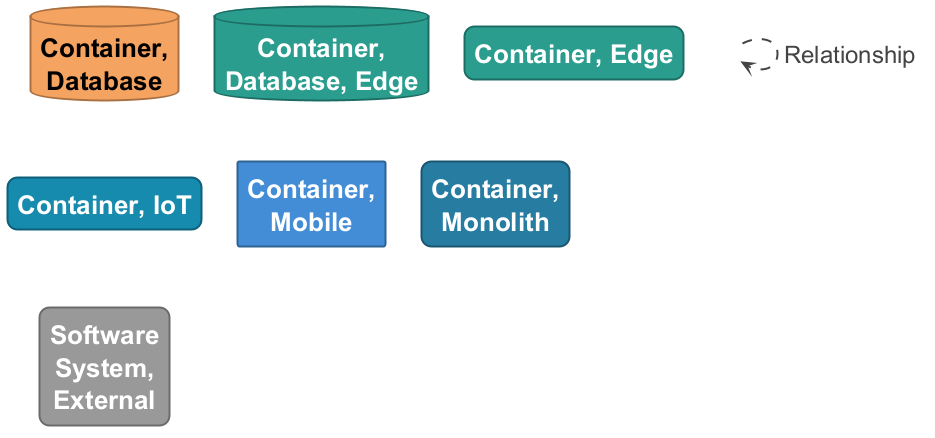 Container,
Database
Container,
Database, Edge
Container, Edge
Relationship
Container, IoT
Container,
Mobile
Container,
Monolith
Software
System,
External